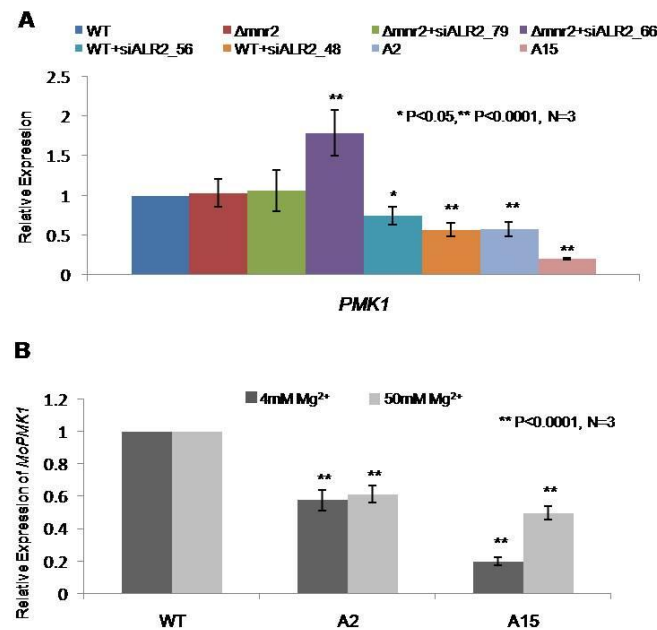 A
WT Δmnr2 Δmnr2+siALR2_79 Δmnr2+siALR2_66
WT+siALR2_56 WT+siALR2_48 A2 A15
Relative Expression
2.5
2
1.5
1
0.5
0
* P<0.05,** P<0.0001, N=3
**
*
**
**
**
PMK1
B
4mM Mg²⁺ 50mM Mg²⁺
** P<0.0001, N=3
Relative Expression of MoPMK1
1.2
1
0.8
0.6
0.4
0.2
0
** **
** **
WT A2 A15